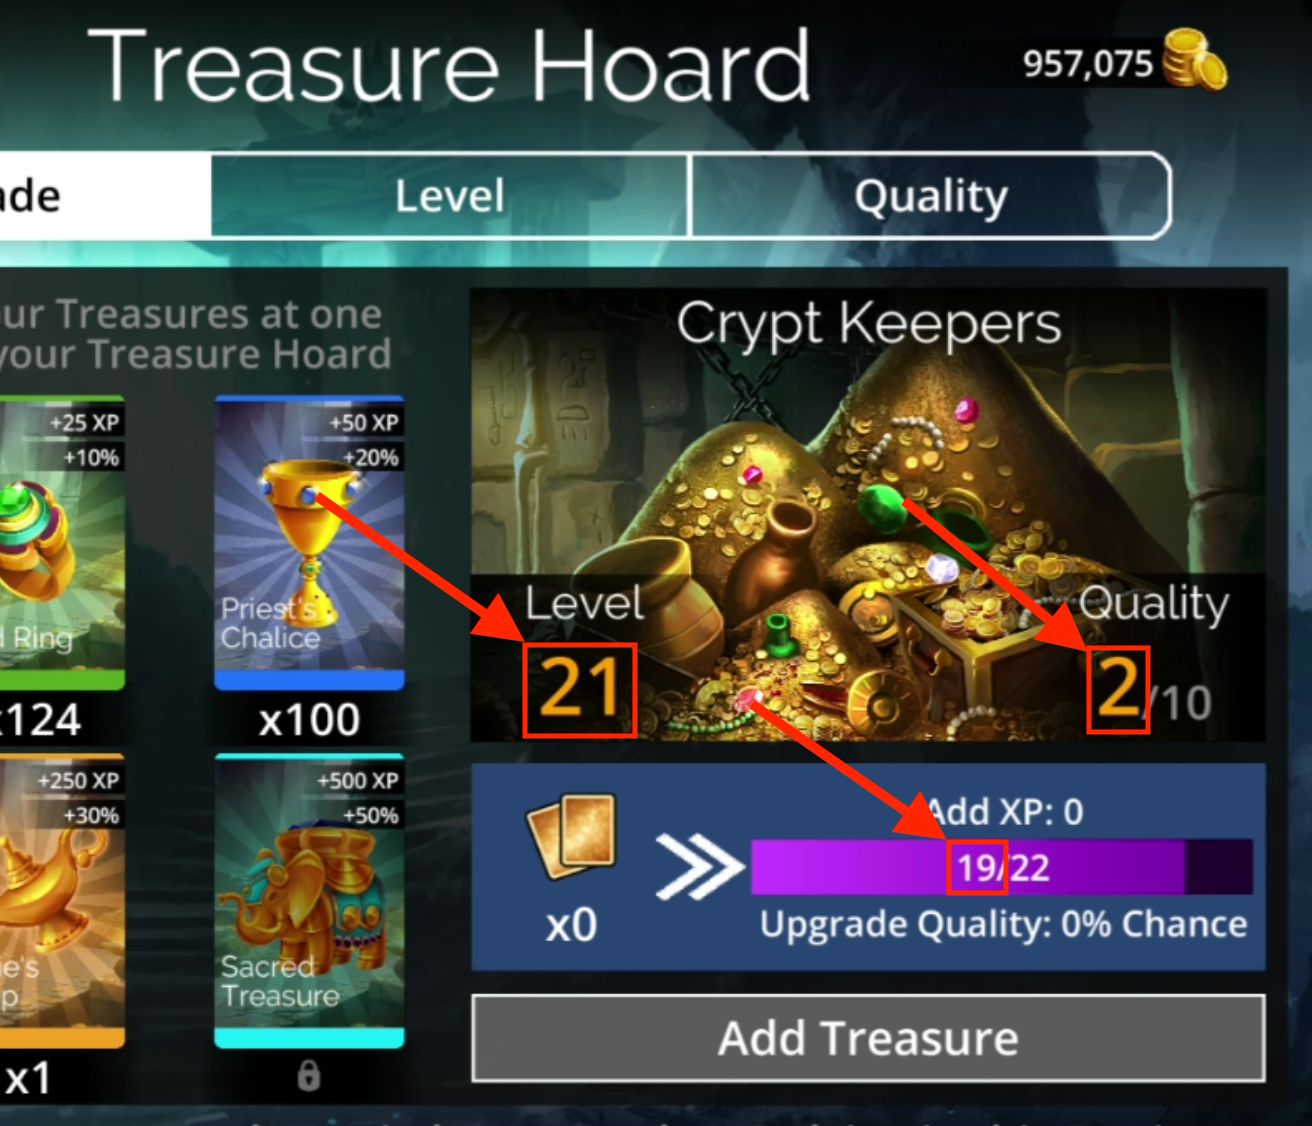 Treasure Hoard
957,075
ade
Level
Quality
our Treasures at one
your Treasure Hoard
+25 XP
+10%
d Ring
x124
+50 XP
+20%
Priest's
Chalice
x100
+250 XP
+30%
ie's
p
x1
+500 XP
+50%
Sacred
Treasure
Crypt Keepers
Level
21
Quality
2/10
x0
Add XP: 0
19/22
Upgrade Quality: 0% Chance
Add Treasure